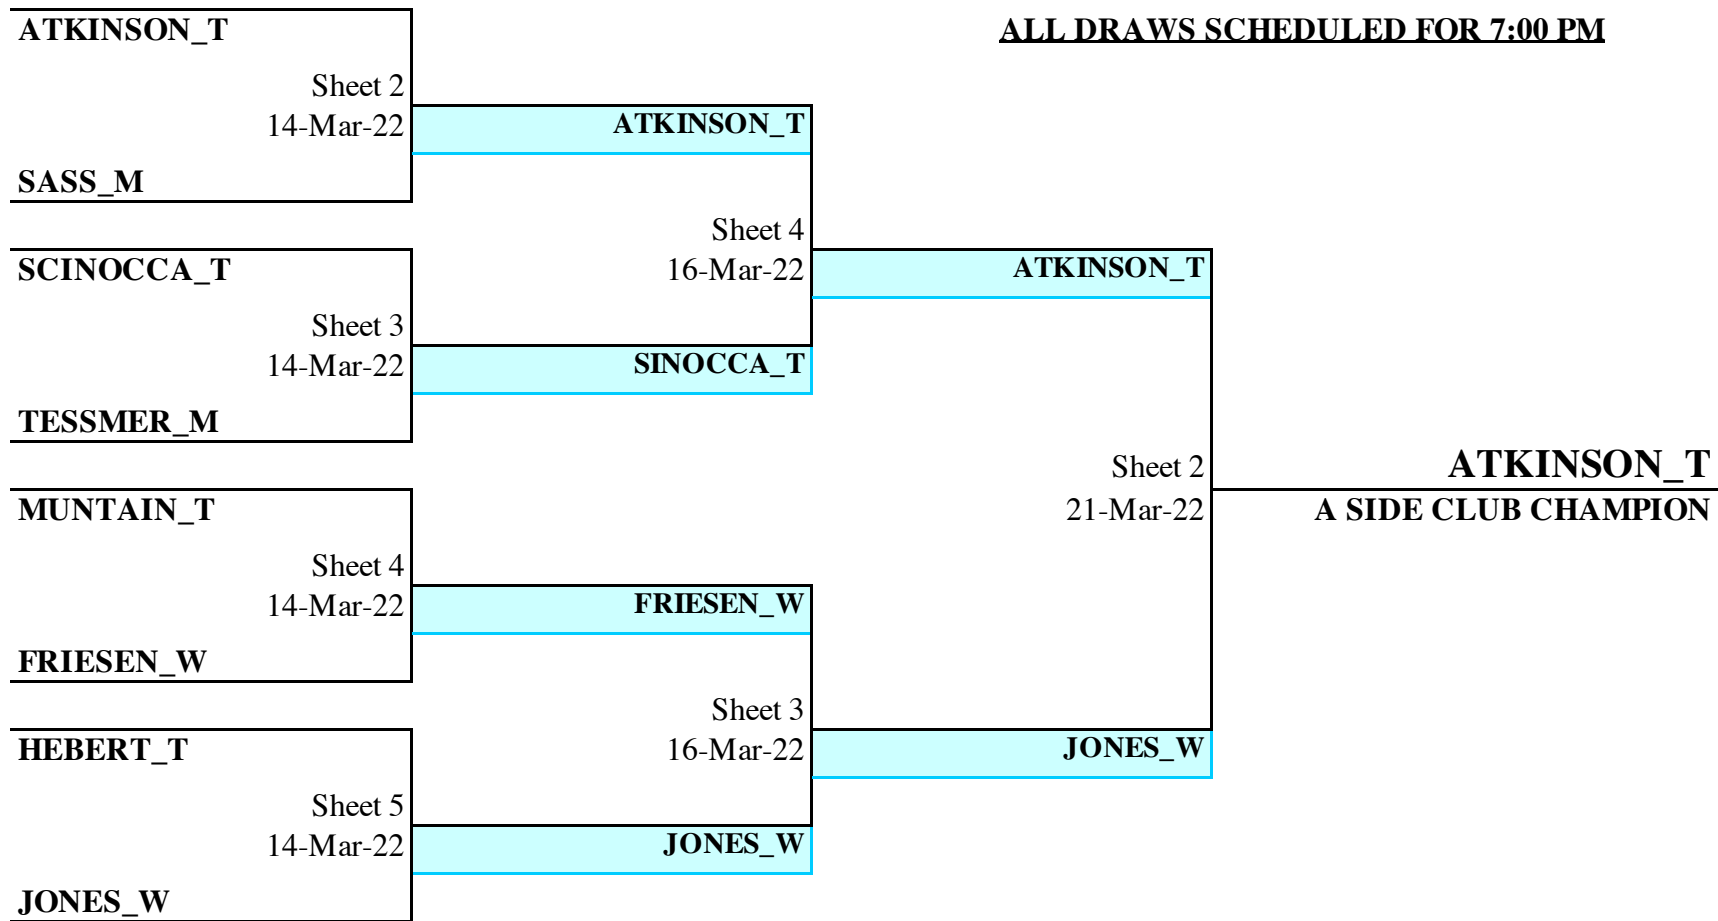 ATKINSON_T
ALL DRAWS SCHEDULED FOR 7:00 PM
Sheet 2
14-Mar-22
ATKINSON_T
SASS_M
Sheet 4
16-Mar-22
ATKINSON_T
SCINOCCA_T
Sheet 3
14-Mar-22
SINOCCA_T
TESSMER_M
Sheet 2
21-Mar-22
ATKINSON_T
A SIDE CLUB CHAMPION
MUNTAIN_T
Sheet 4
14-Mar-22
FRIESEN_W
FRIESEN_W
Sheet 3
16-Mar-22
JONES_W
HEBERT_T
Sheet 5
14-Mar-22
JONES_W
JONES_W